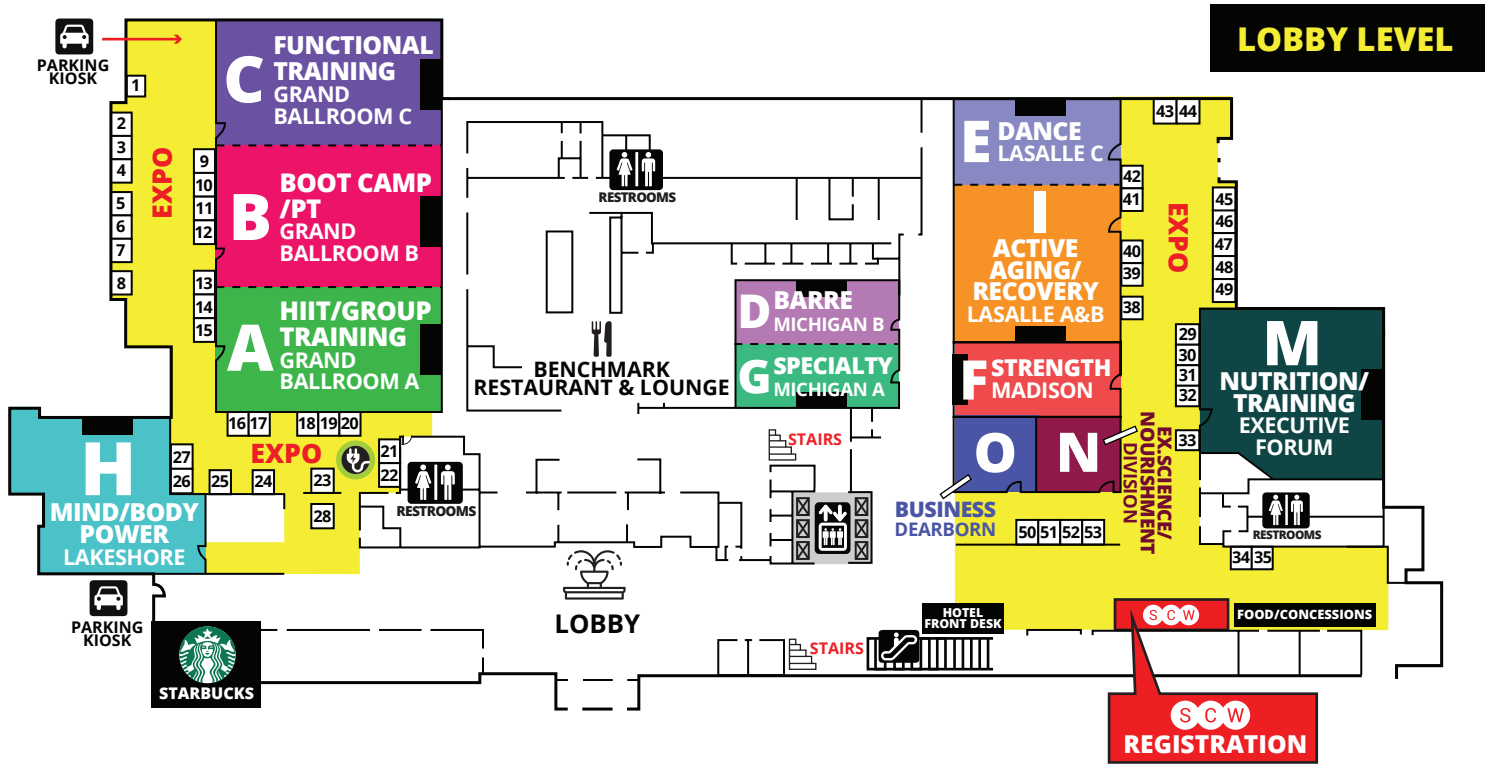 LOBBY LEVEL
PARKING
KIOSK
C
FUNCTIONAL
TRAINING
GRAND
BALLROOM C
1
2
3
4
5
6
7
8
EXPO
9
10
11
12
13
14
15
B
BOOT CAMP
/PT
GRAND
BALLROOM B
A
HIIT/GROUP
TRAINING
GRAND
BALLROOM A
16 17
18 19 20
EXPO
21
22
23
24
25
26
27
28
H
MIND/BODY
POWER
LAKESHORE
PARKING
KIOSK
STARBUCKS
RESTROOMS
RESTROOMS
BENCHMARK
RESTAURANT & LOUNGE
D
BARRE
MICHIGAN B
G
SPECIALTY
MICHIGAN A
STAIRS
LOBBY
STAIRS
HOTEL
FRONT DESK
E
DANCE
LASALLE C
I
ACTIVE
AGING/
RECOVERY
LASALLE A&B
F
STRENGTH
MADISON
O
N
BUSINESS
DEARBORN
EX.SCIENCE/
NOURISHMENT
DIVISION
43 44
42
41
40
39
38
EXPO
45
46
47
48
49
29
30
31
32
33
M
NUTRITION/
TRAINING
EXECUTIVE
FORUM
RESTROOMS
50 51 52 53
34 35
SCW
FOOD/CONCESSIONS
SCW
REGISTRATION